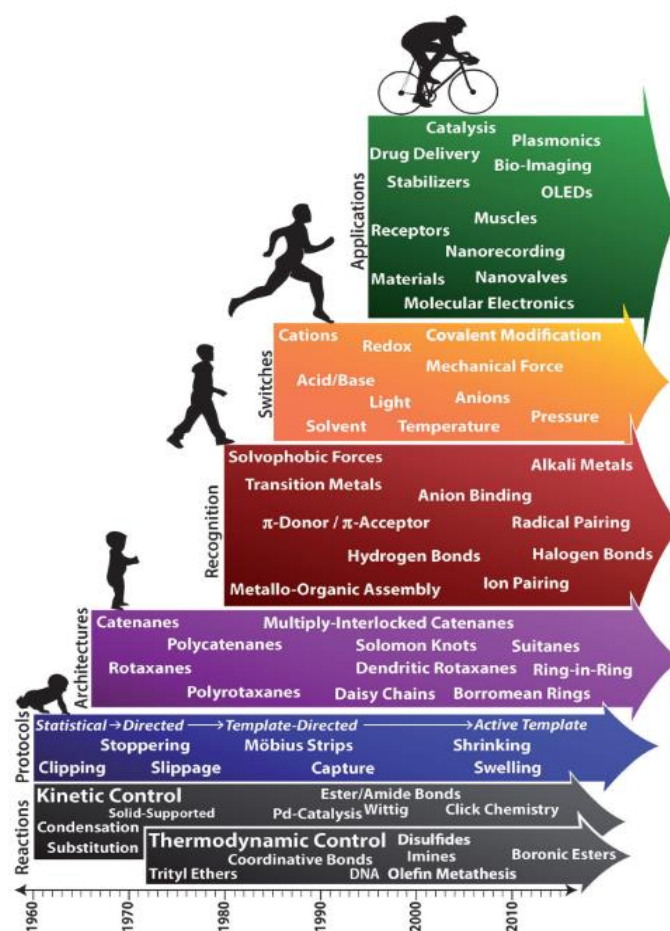 Applications
Catalysis
Plasmonics
Drug Delivery
Bio-Imaging
Stabilizers
OLEDs
Muscles
Receptors
Nanorecording
Materials
Nanovalves
Molecular Electronics
Switches
Cations
Covalent Modification
Redox
Mechanical Force
Acid/Base
Light
Anions
Solvent
Temperature
Pressure
Recognition
Solvophobic Forces
Alkali Metals
Transition Metals
Anion Binding
π-Donor / π-Acceptor
Radical Pairing
Hydrogen Bonds
Halogen Bonds
Metallo-Organic Assembly
Ion Pairing
Architectures
Catenanes
Multiply-Interlocked Catenanes
Polycatenanes
Solomon Knots
Suitanes
Rotaxanes
Dendritic Rotaxanes
Ring-in-Ring
Polyrotaxanes
Daisy Chains
Borromean Rings
Protocols
Statistical → Directed → Template-Directed → Active Template
Stoppering
Möbius Strips
Shrinking
Clipping
Slippage
Capture
Swelling
Reactions
Kinetic Control
Ester/Amide Bonds
Solid-Supported
Pd-Catalysis
Wittig
Click Chemistry
Condensation
Substitution
Thermodynamic Control
Disulfides
Coordinative Bonds
Imines
Boronic Esters
Trityl Ethers
DNA
Olefin Metathesis
1960
1970
1980
1990
2000
2010